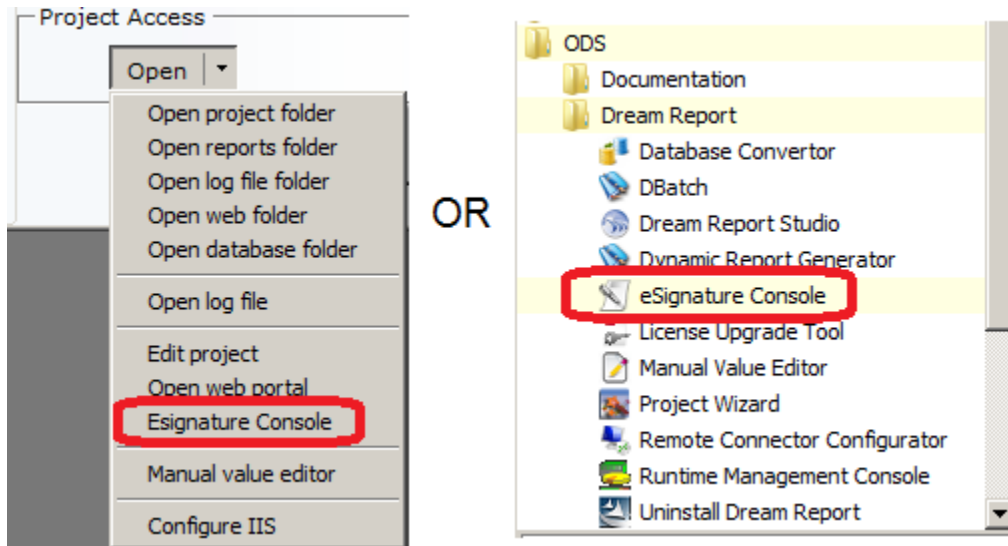 Project Access
Open
Open project folder
Open reports folder
Open log file folder
Open web folder
Open database folder
Open log file
Edit project
Open web portal
Esignature Console
Manual value editor
Configure IIS
OR
ODS
Documentation
Dream Report
Database Convertor
DBatch
Dream Report Studio
Dynamic Report Generator
eSignature Console
License Upgrade Tool
Manual Value Editor
Project Wizard
Remote Connector Configurator
Runtime Management Console
Uninstall Dream Report